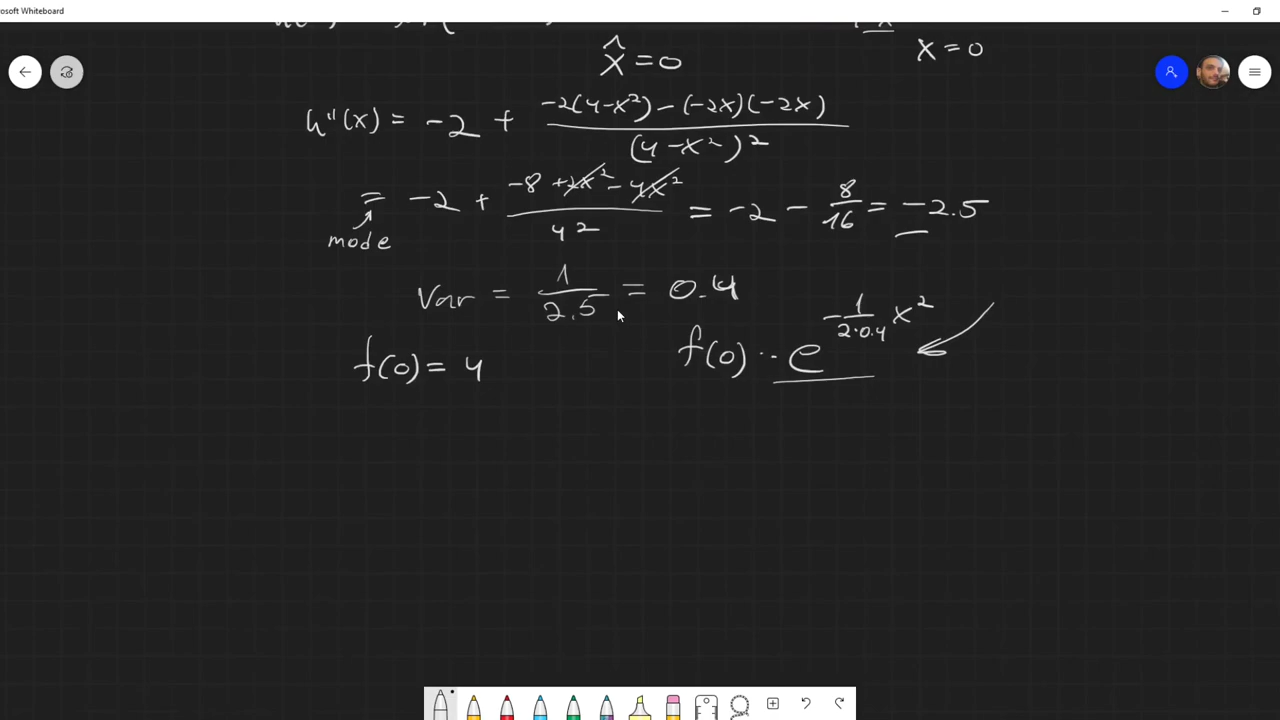 osoft Whiteboard
x̂ = 0
x = 0
h''(x) = -2 + (-2(4-x²) - (-2x)(-2x)) / (4-x²)²
= -2 + (-8 + 2x² - 4x²) / 4² = -2 - 8/16 = -2.5
mode
Var = 1/2.5 = 0.4
f(0) = 4
f(0) ·· e^(-1/(2·0.4) x²)